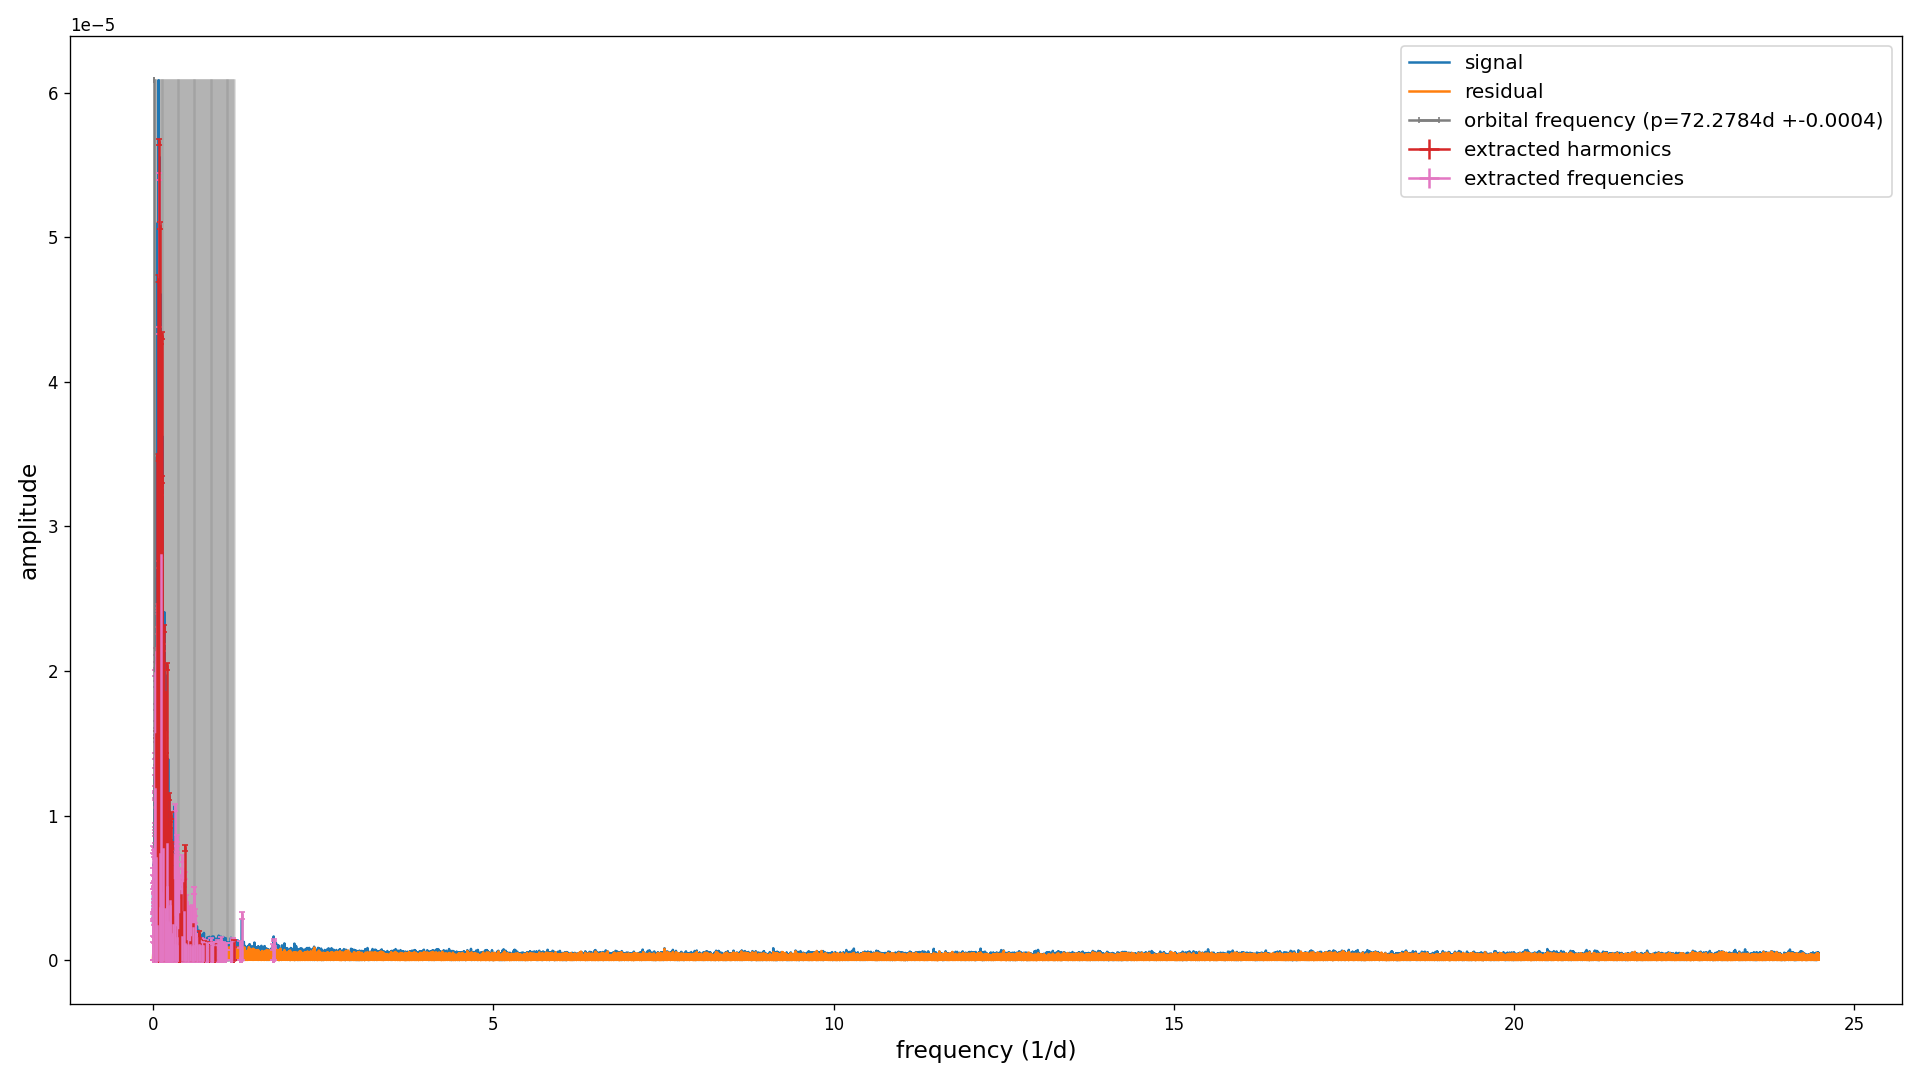 1e−5
signal
residual
orbital frequency (p=72.2784d +-0.0004)
extracted harmonics
extracted frequencies
6
5
4
3
2
1
0
amplitude
0 5 10 15 20 25
frequency (1/d)